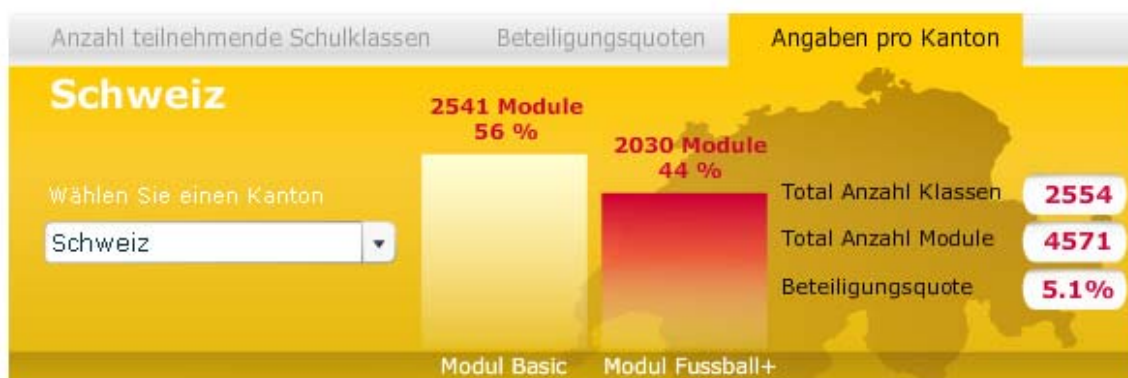 Anzahl teilnehmende Schulklassen
Beteiligungsquoten
Angaben pro Kanton
Schweiz
Wählen Sie einen Kanton
Schweiz
2541 Module
56 %
2030 Module
44 %
Modul Basic
Modul Fussball+
Total Anzahl Klassen 2554
Total Anzahl Module 4571
Beteiligungsquote 5.1%